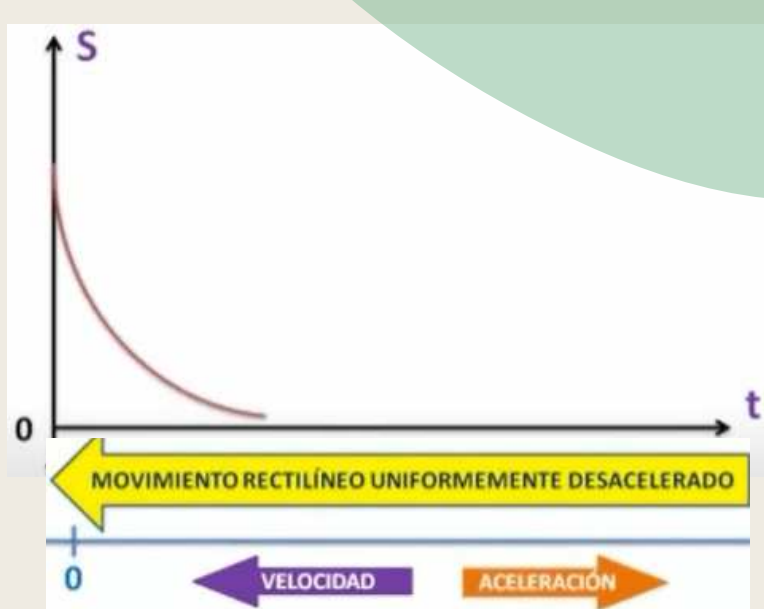 S
t
0
MOVIMIENTO RECTILÍNEO UNIFORMEMENTE DESACELERADO
0
VELOCIDAD
ACELERACIÓN